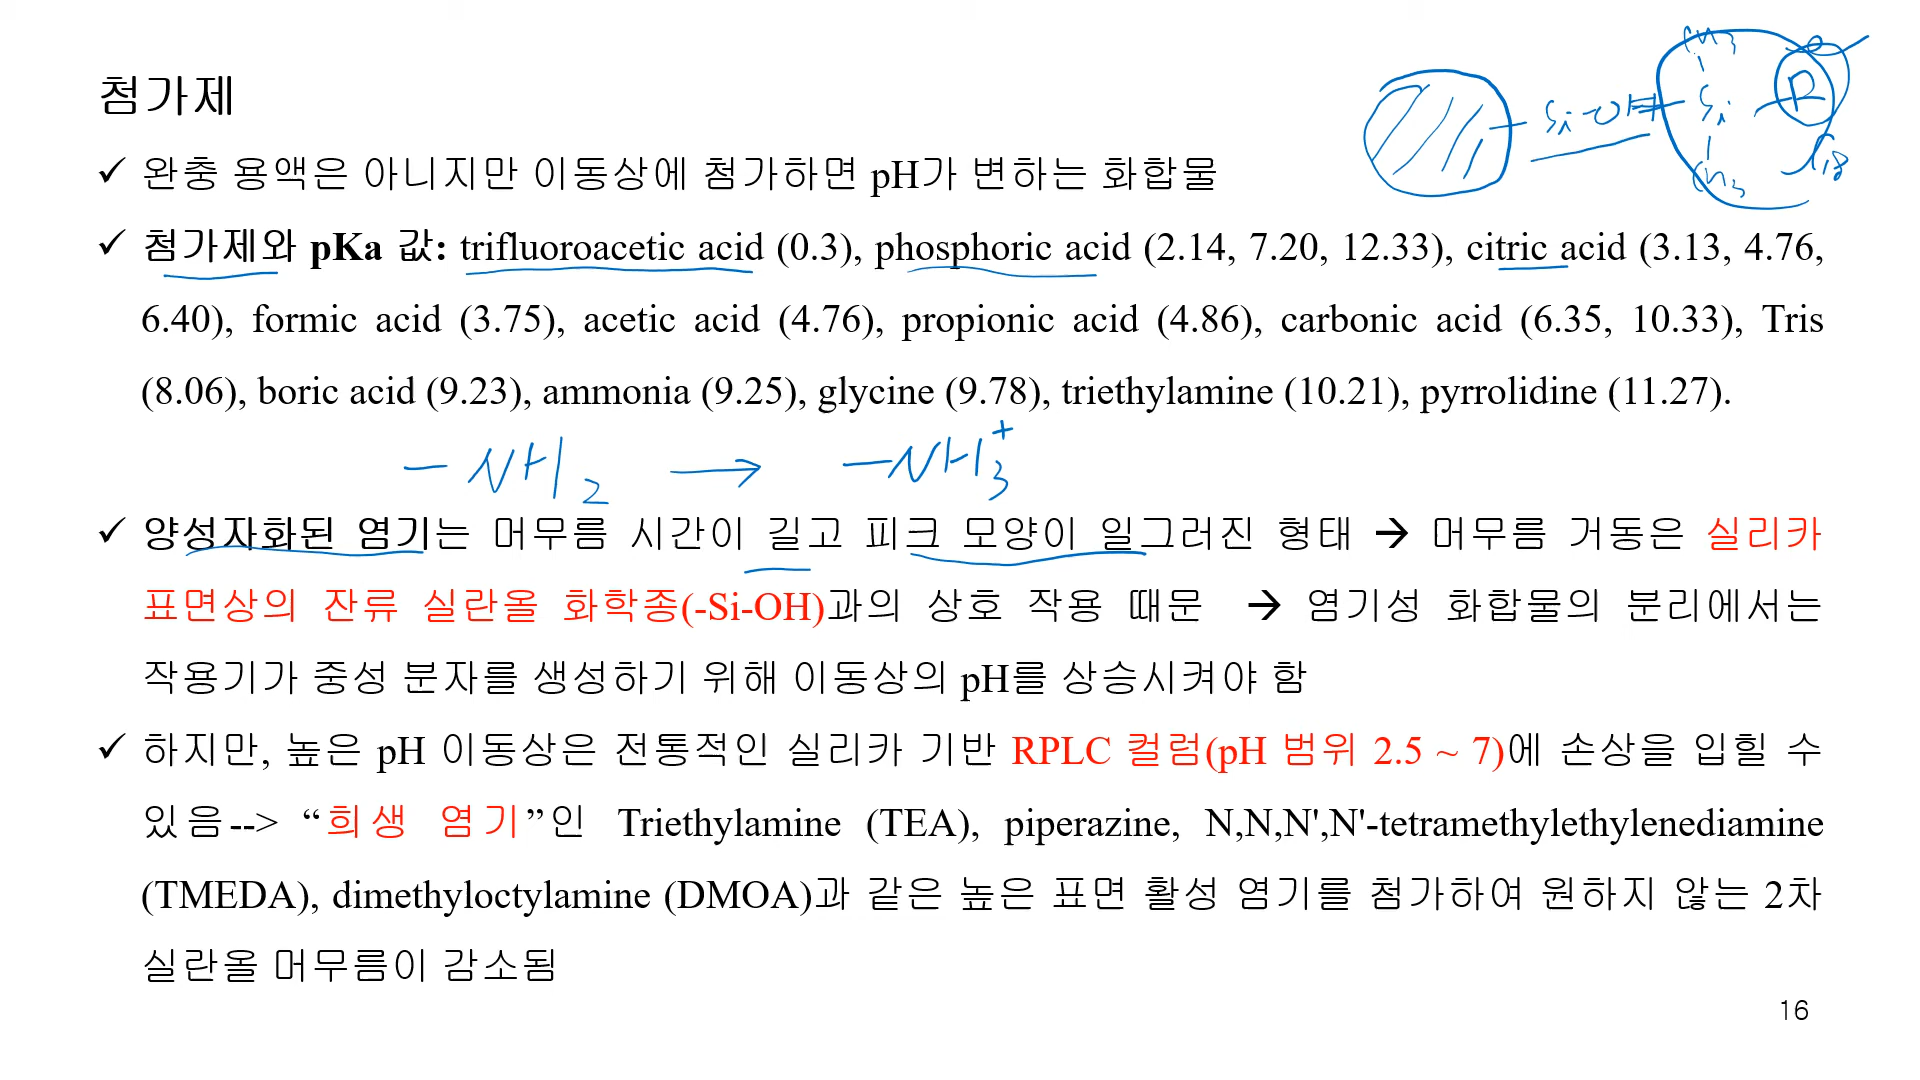 첨가제
CH3
Si-OH
Si
R
CH3
C18
✓ 완충 용액은 아니지만 이동상에 첨가하면 pH가 변하는 화합물
✓ 첨가제와 pKa 값: trifluoroacetic acid (0.3), phosphoric acid (2.14, 7.20, 12.33), citric acid (3.13, 4.76,
6.40), formic acid (3.75), acetic acid (4.76), propionic acid (4.86), carbonic acid (6.35, 10.33), Tris
(8.06), boric acid (9.23), ammonia (9.25), glycine (9.78), triethylamine (10.21), pyrrolidine (11.27).
-NH2 → -NH3+
✓ 양성자화된 염기는 머무름 시간이 길고 피크 모양이 일그러진 형태 → 머무름 거동은 실리카
표면상의 잔류 실란올 화학종(-Si-OH)과의 상호 작용 때문 → 염기성 화합물의 분리에서는
작용기가 중성 분자를 생성하기 위해 이동상의 pH를 상승시켜야 함
✓ 하지만, 높은 pH 이동상은 전통적인 실리카 기반 RPLC 컬럼(pH 범위 2.5 ~ 7)에 손상을 입힐 수
있음--> “희생 염기”인 Triethylamine (TEA), piperazine, N,N,N',N'-tetramethylethylenediamine
(TMEDA), dimethyloctylamine (DMOA)과 같은 높은 표면 활성 염기를 첨가하여 원하지 않는 2차
실란올 머무름이 감소됨
16